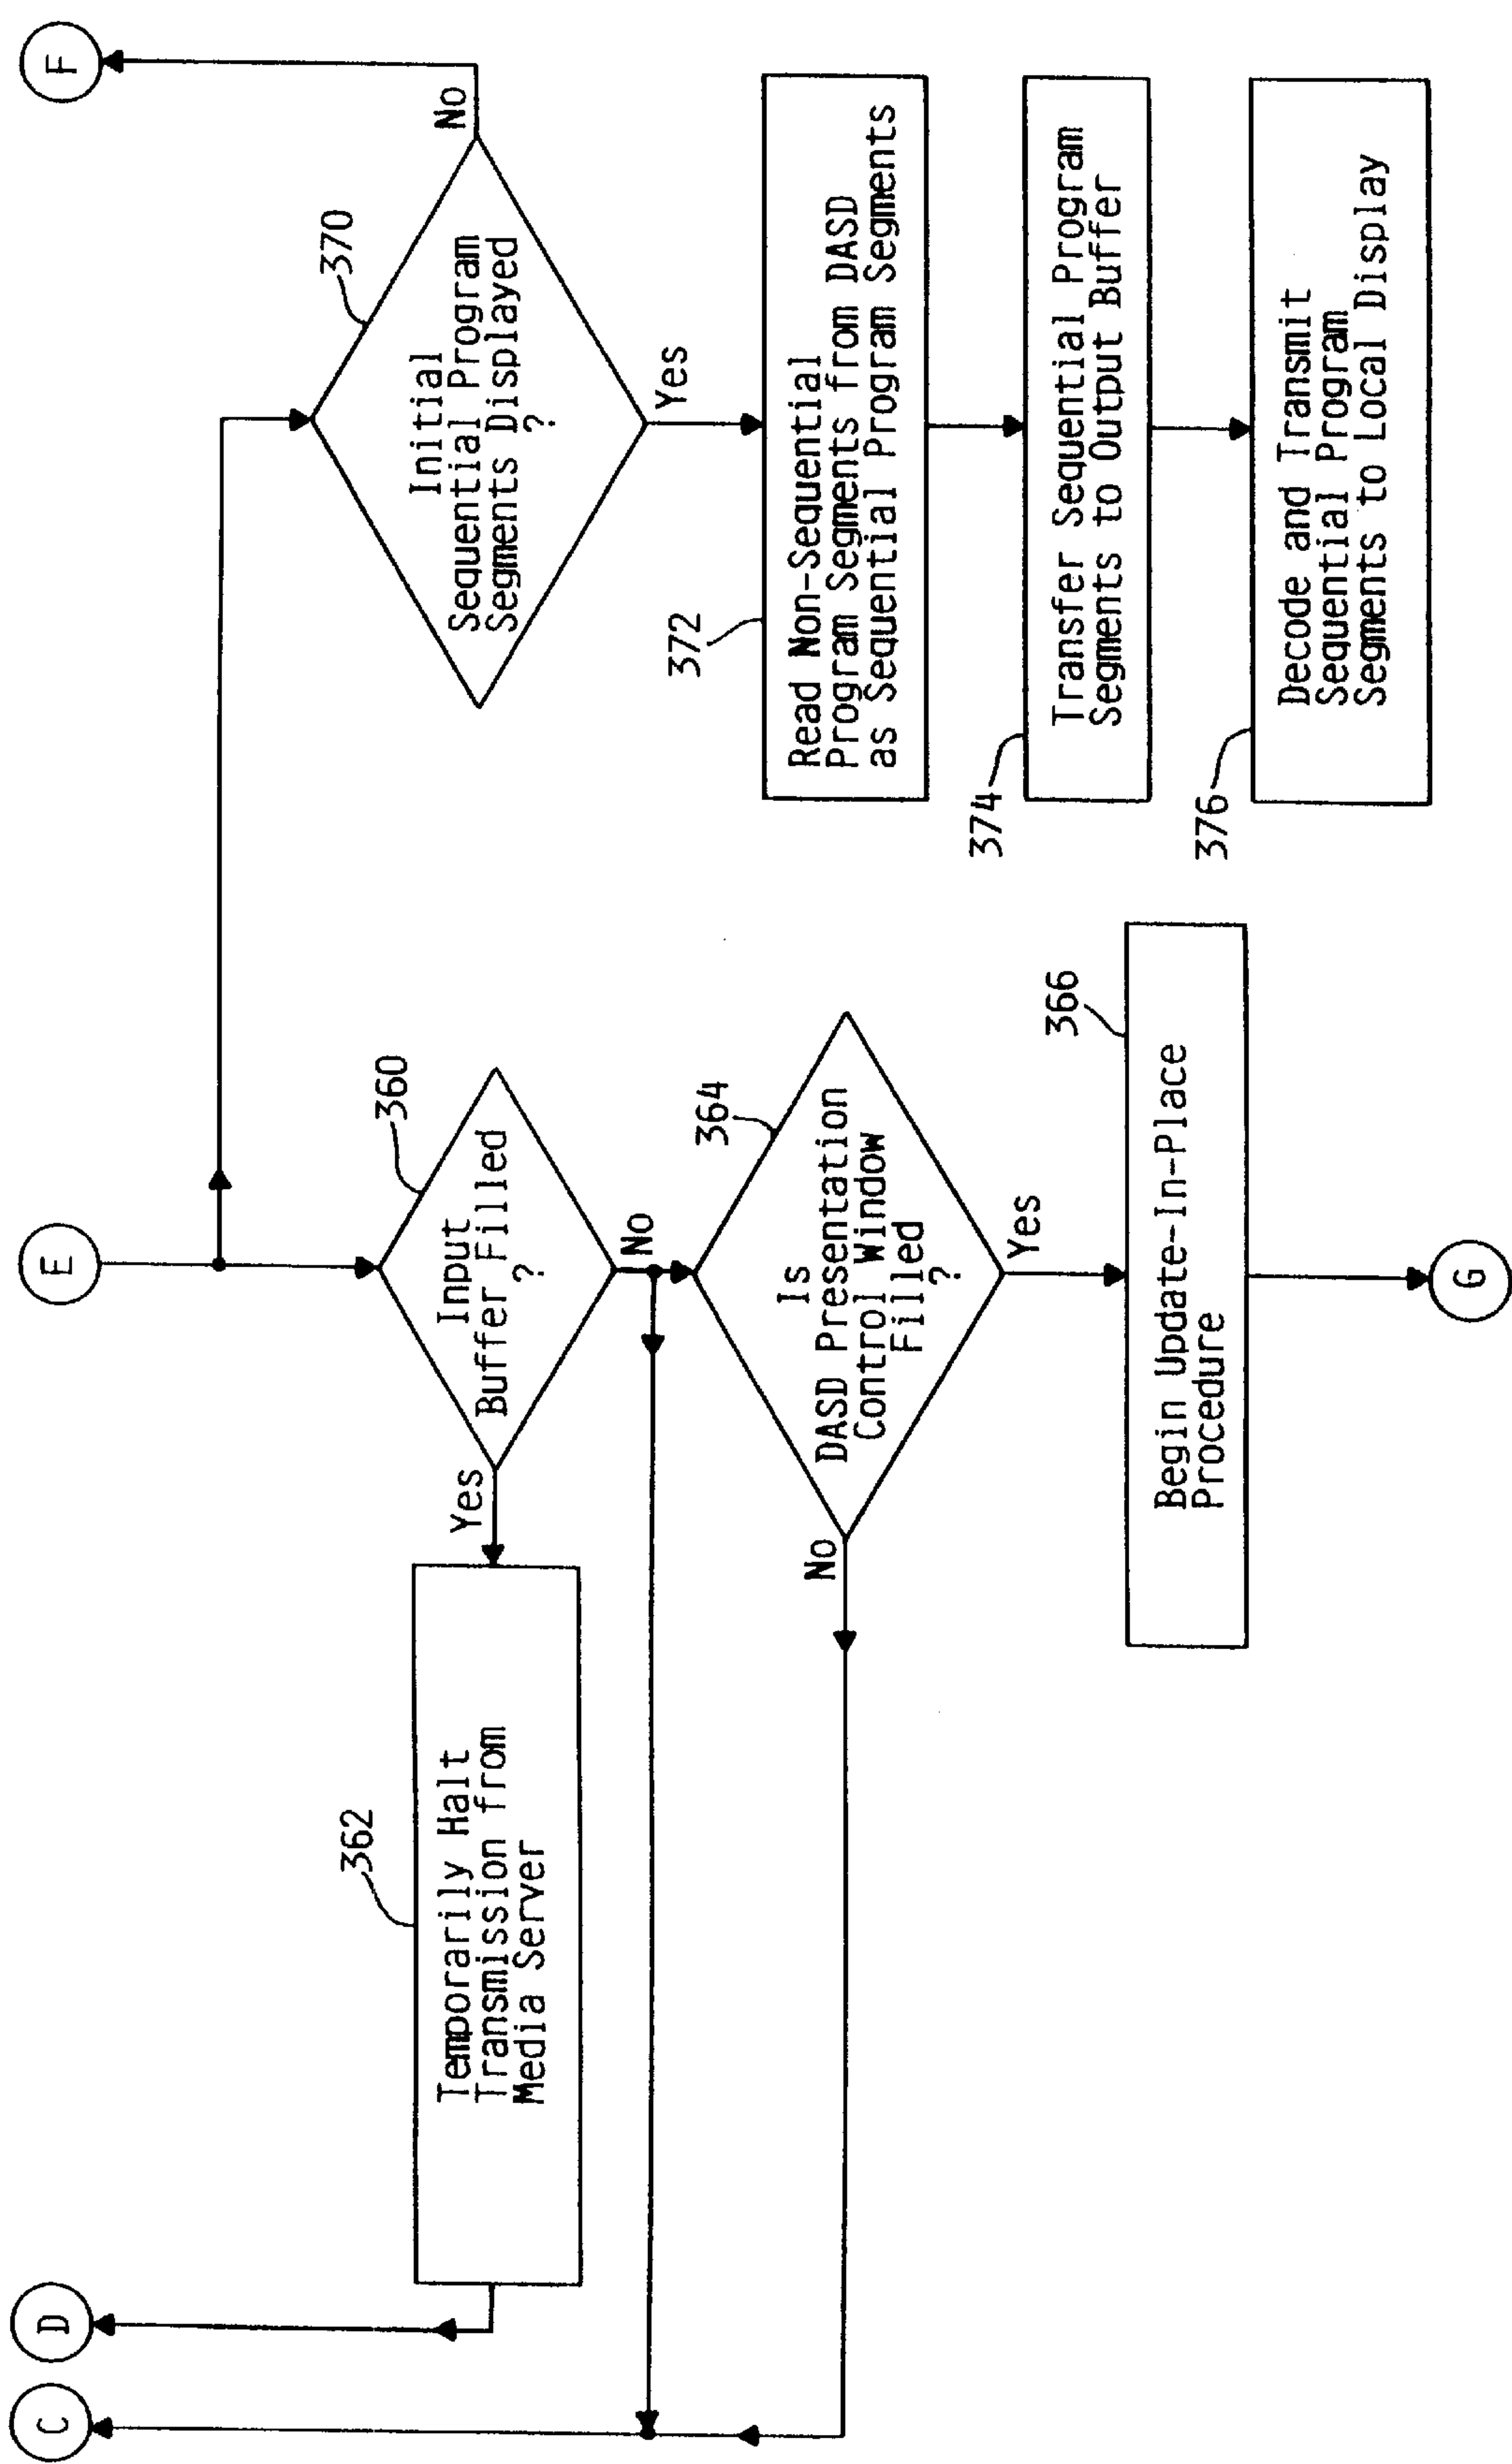 C
D
E
F
362
Temporarily Halt
Transmission from
Media Server
Yes
360
Input
Buffer Filled
?
No
370
Initial
Sequential Program
Segments Displayed
?
No
Yes
364
Is
DASD Presentation
Control Window
Filled
?
No
Yes
372
Read Non-Sequential
Program Segments from DASD
as Sequential Program Segments
374
Transfer Sequential Program
Segments to Output Buffer
366
Begin Update-In-Place
Procedure
376
Decode and Transmit
Sequential Program
Segments to Local Display
G